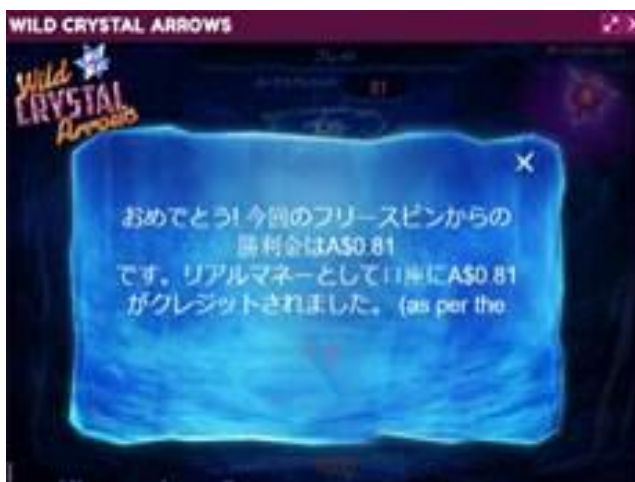 WILD CRYSTAL ARROWS
Wild
CRYSTAL
Arrows
81
おめでとう! 今回のフリースピンからの
勝利金はA$0.81
です。リアルマネーとして口座にA$0.81
がクレジットされました。 (as per the